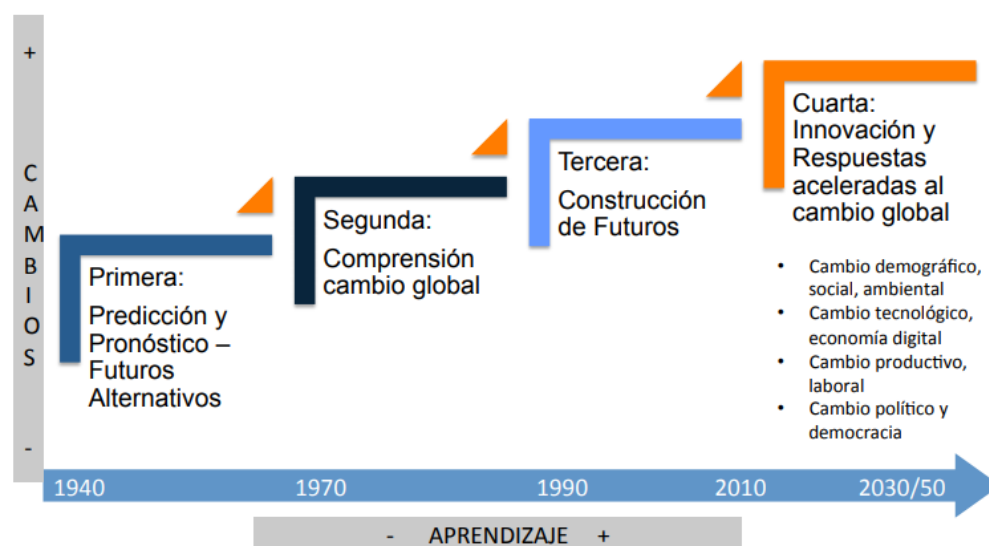 +
C
A
M
B
I
O
S
-
Primera:
Predicción y
Pronóstico –
Futuros
Alternativos
Segunda:
Comprensión
cambio global
Tercera:
Construcción
de Futuros
Cuarta:
Innovación y
Respuestas
aceleradas al
cambio global
• Cambio demográfico,
social, ambiental
• Cambio tecnológico,
economía digital
• Cambio productivo,
laboral
• Cambio político y
democracia
1940 1970 1990 2010 2030/50
- APRENDIZAJE +